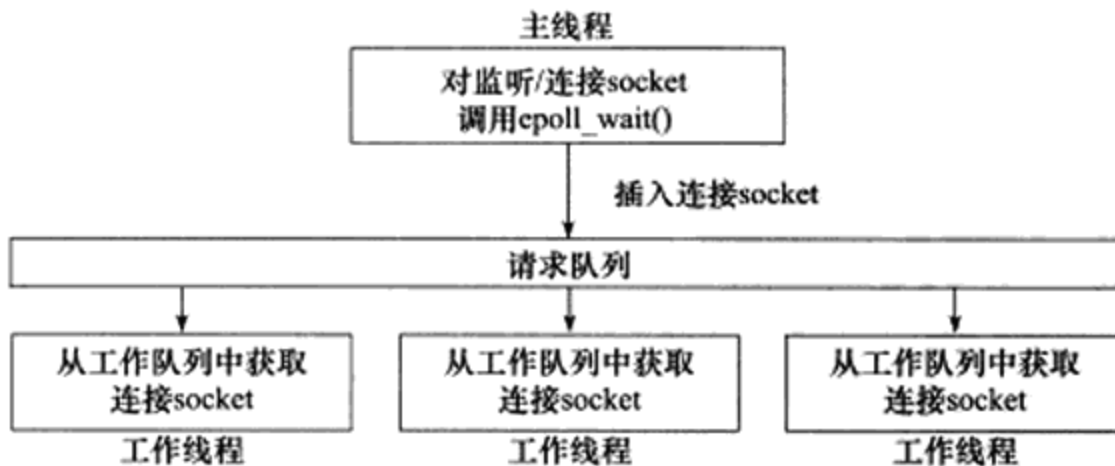 主线程
对监听/连接socket
调用epoll_wait()
插入连接socket
请求队列
从工作队列中获取
连接socket
从工作队列中获取
连接socket
从工作队列中获取
连接socket
工作线程
工作线程
工作线程